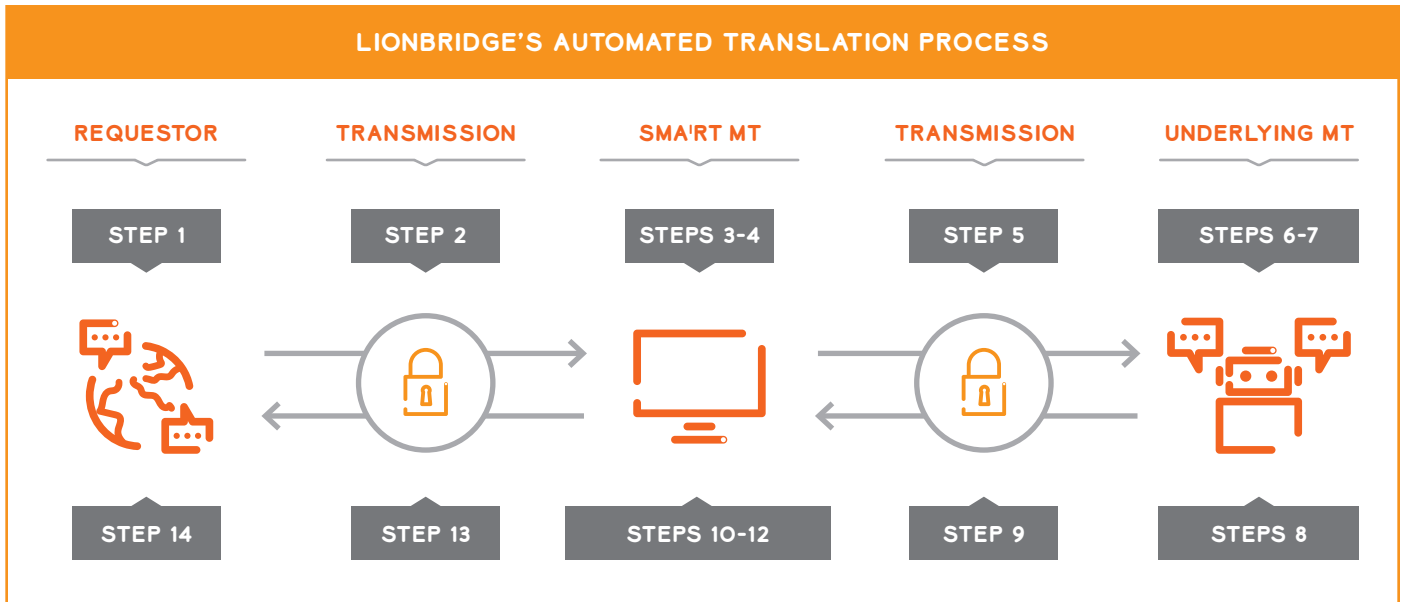 LIONBRIDGE'S AUTOMATED TRANSLATION PROCESS
REQUESTOR
TRANSMISSION
SMA'RT MT
TRANSMISSION
UNDERLYING MT
STEP 1
STEP 2
STEPS 3-4
STEP 5
STEPS 6-7
STEP 14
STEP 13
STEPS 10-12
STEP 9
STEPS 8